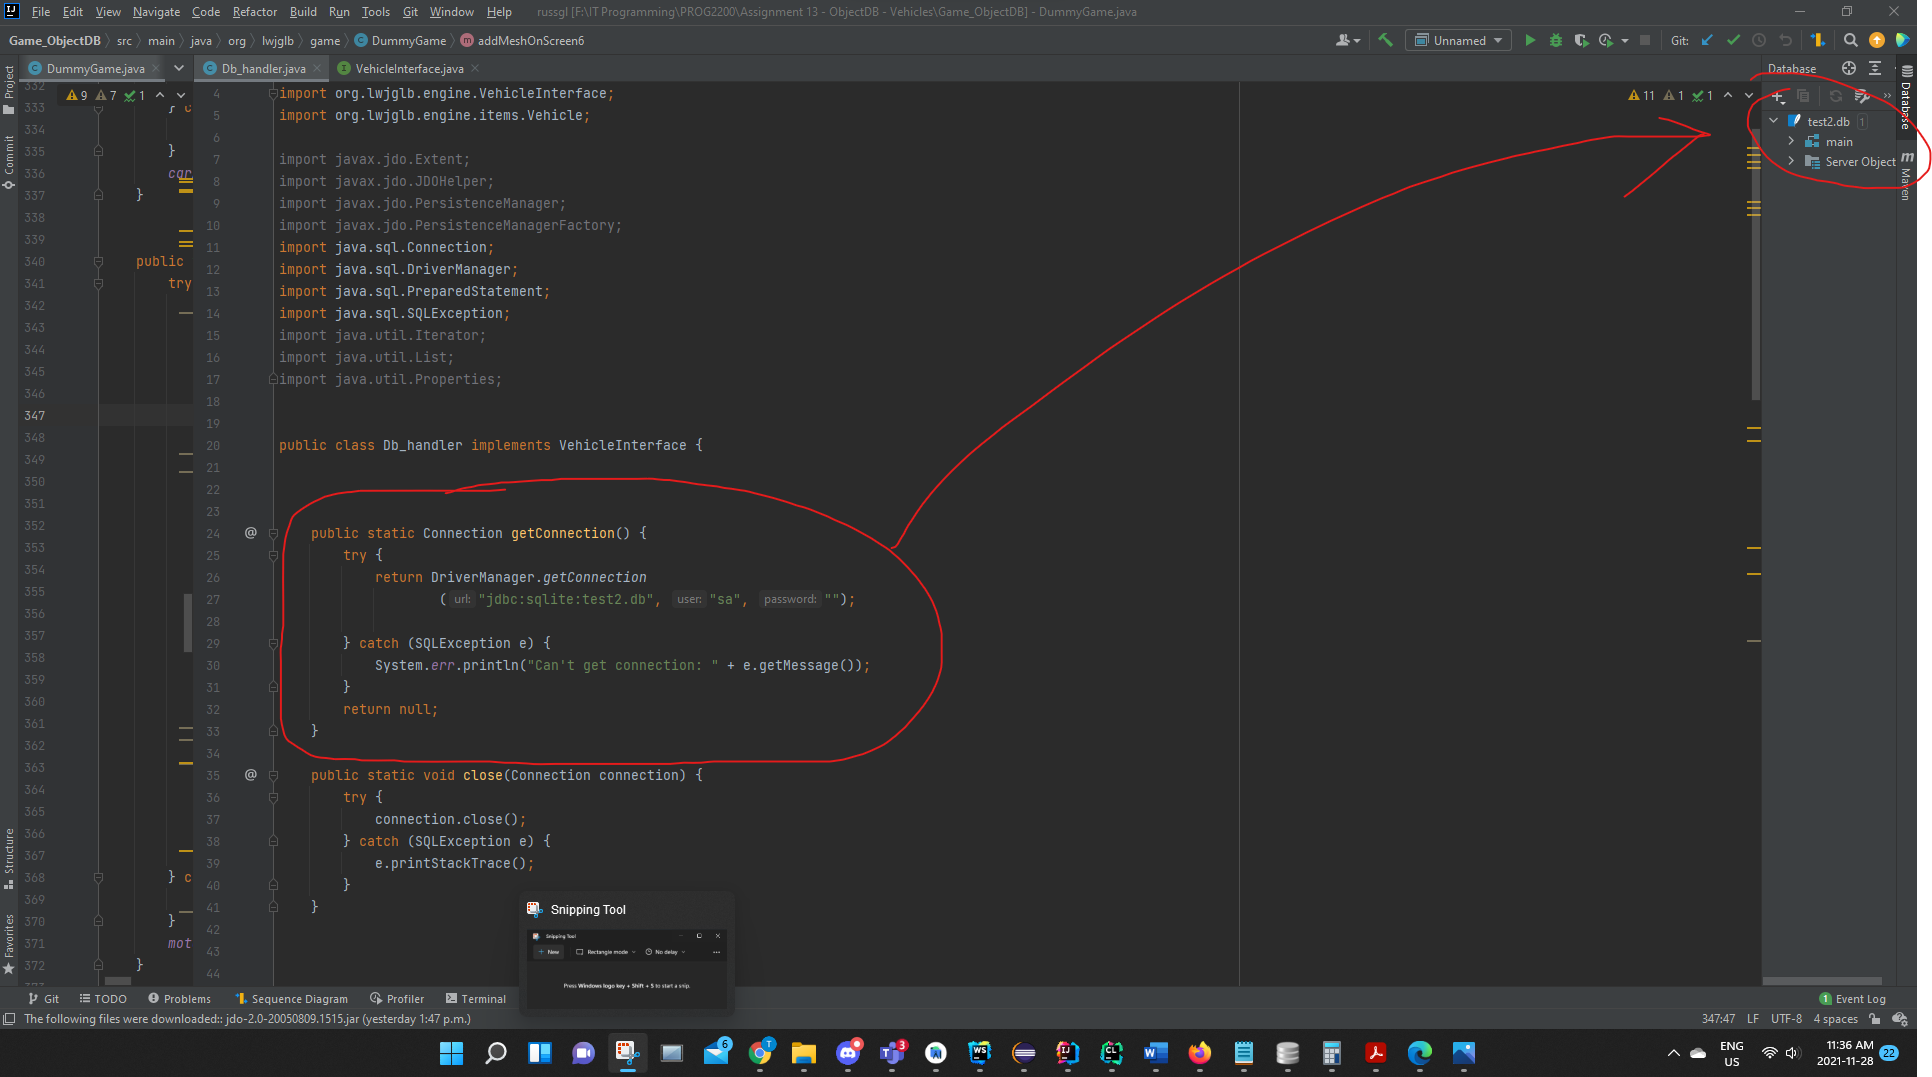 File Edit View Navigate Code Refactor Build Run Tools Git Window Help russgl [F:\IT Programming\PROG2200\Assignment 13 - ObjectDB - Vehicles\Game_ObjectDB] - DummyGame.java
Game_ObjectDB src main java org lwjglb game DummyGame addMeshOnScreen6 Unnamed Git:
Project DummyGame.java Db_handler.java VehicleInterface.java Database
9 7 1
11 1 1
332
333 } c
334
335 }
336 car
337 }
338
339
340 public
341 try
342
343
344
345
346
347
348
349
350
351
352
353
354
355
356
357
358
359
360
361
362
363
364
365
366
367
368 } c
369
370 }
371 mot
372 }
4 import org.lwjglb.engine.VehicleInterface;
5 import org.lwjglb.engine.items.Vehicle;
6
7 import javax.jdo.Extent;
8 import javax.jdo.JDOHelper;
9 import javax.jdo.PersistenceManager;
10 import javax.jdo.PersistenceManagerFactory;
11 import java.sql.Connection;
12 import java.sql.DriverManager;
13 import java.sql.PreparedStatement;
14 import java.sql.SQLException;
15 import java.util.Iterator;
16 import java.util.List;
17 import java.util.Properties;
18
19
20 public class Db_handler implements VehicleInterface {
21
22
23
24 @ public static Connection getConnection() {
25 try {
26 return DriverManager.getConnection
27 ( url: "jdbc:sqlite:test2.db", user: "sa", password: "");
28
29 } catch (SQLException e) {
30 System.err.println("Can't get connection: " + e.getMessage());
31 }
32 return null;
33 }
34
35 @ public static void close(Connection connection) {
36 try {
37 connection.close();
38 } catch (SQLException e) {
39 e.printStackTrace();
40 }
41 }
42
43
44
test2.db 1
main
Server Object
Database
Maven
Commit
Structure
Favorites
Snipping Tool
Snipping Tool
New Rectangle mode No delay
Press Windows logo key + Shift + S to start a snip.
Git TODO Problems Sequence Diagram Profiler Terminal Event Log
The following files were downloaded:: jdo-2.0-20050809.1515.jar (yesterday 1:47 p.m.) 347:47 LF UTF-8 4 spaces
ENG
US
11:36 AM
2021-11-28
22